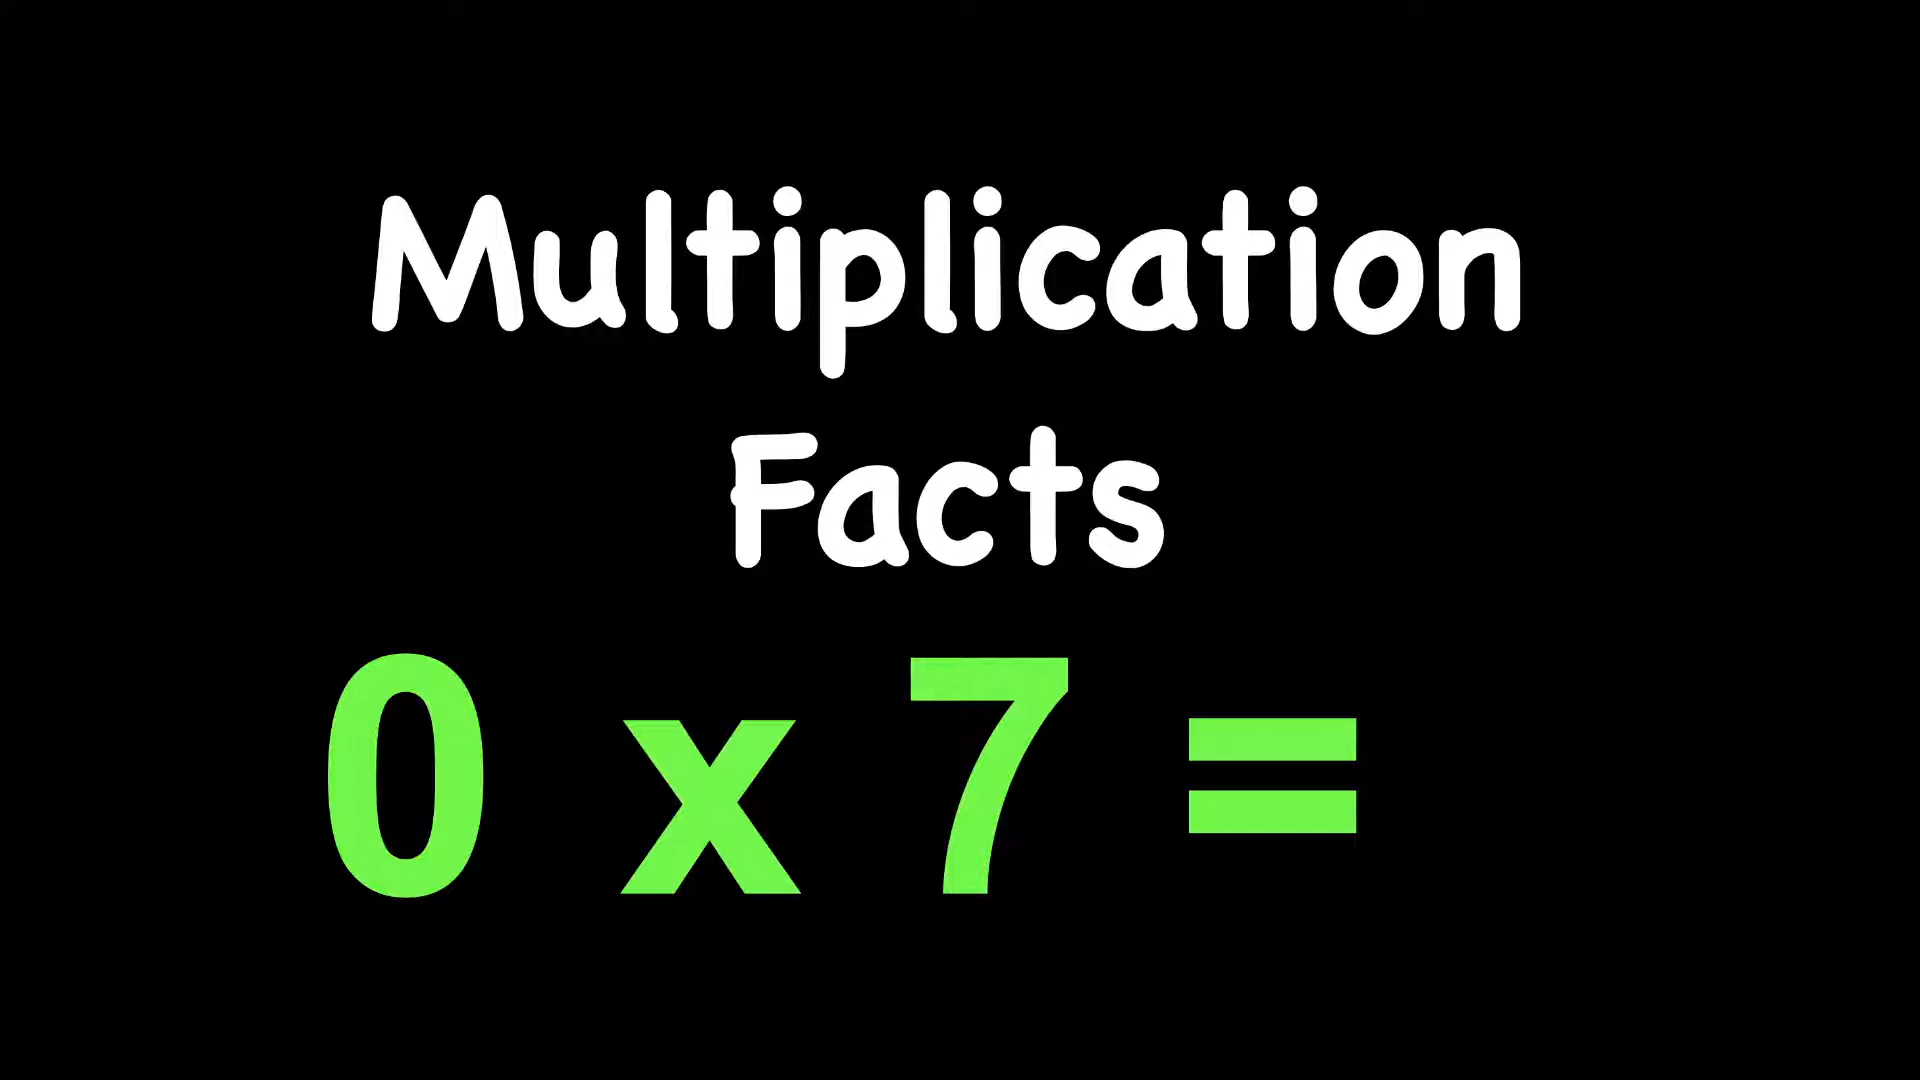 Multiplication
Facts
0 x 7 =